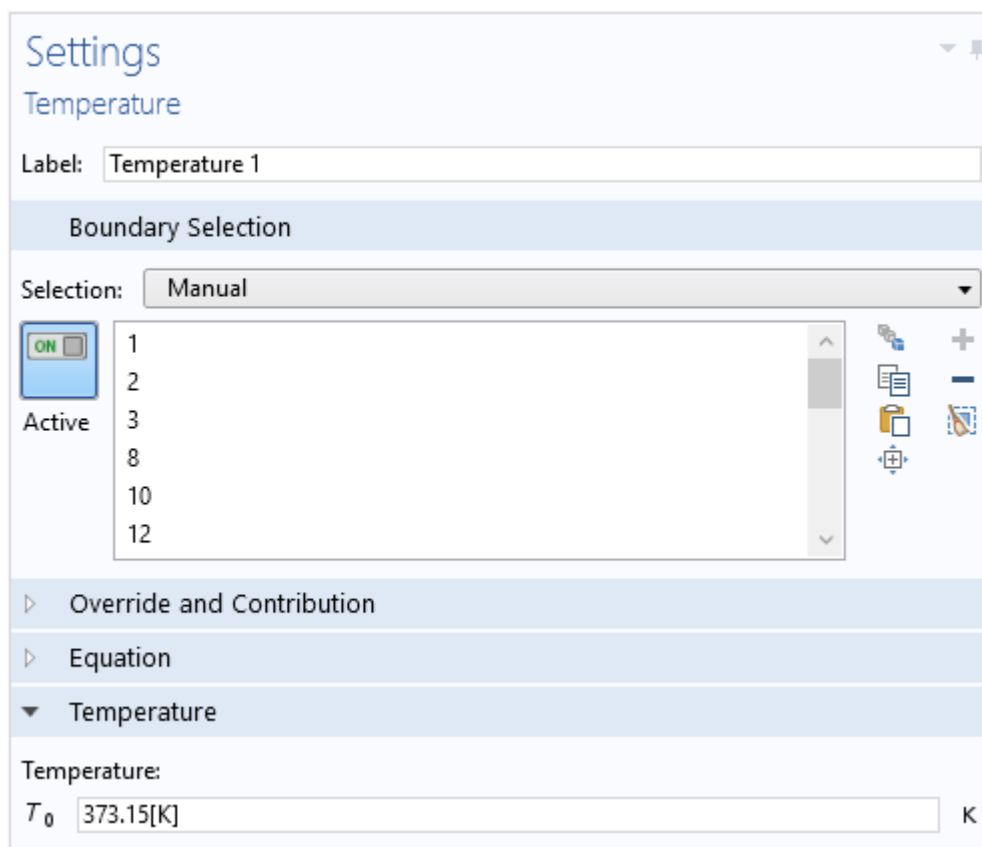 Settings
Temperature
Label: Temperature 1
Boundary Selection
Selection: Manual
ON
Active
1
2
3
8
10
12
Override and Contribution
Equation
Temperature
Temperature:
T0 373.15[K] K